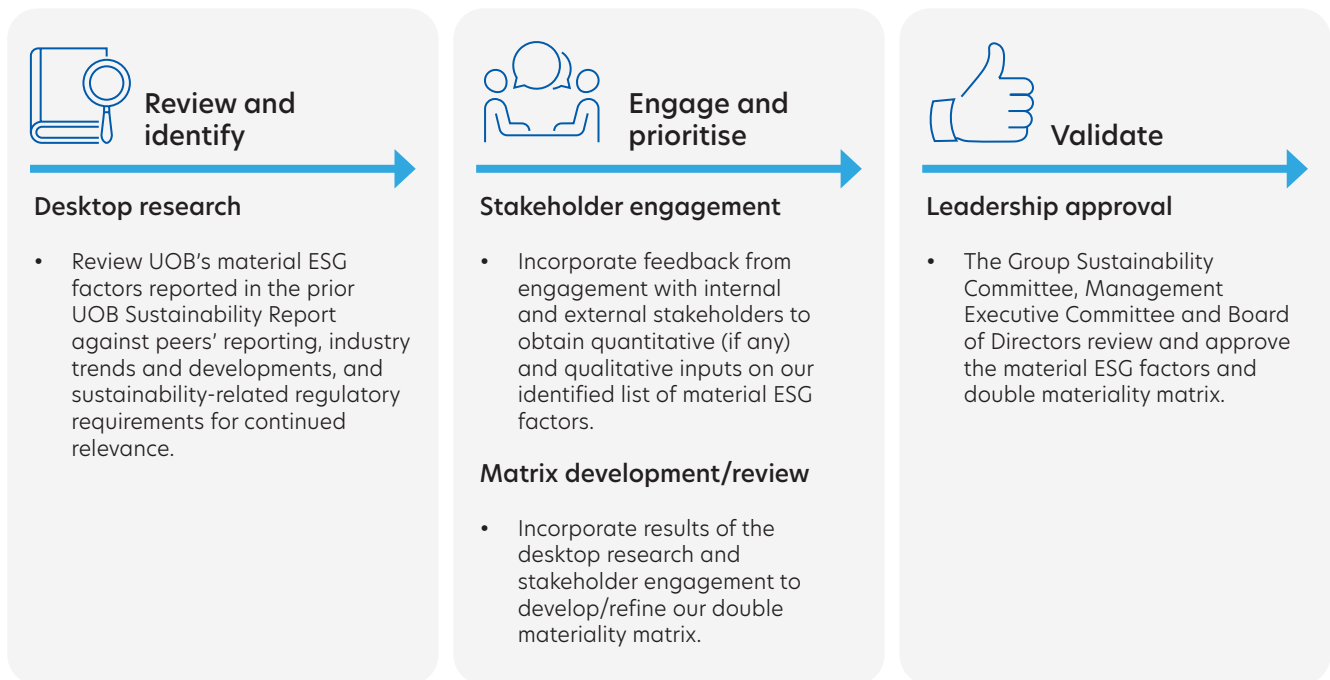 Review and
identify
Desktop research
• Review UOB's material ESG
factors reported in the prior
UOB Sustainability Report
against peers' reporting, industry
trends and developments, and
sustainability-related regulatory
requirements for continued
relevance.
Engage and
prioritise
Stakeholder engagement
• Incorporate feedback from
engagement with internal
and external stakeholders to
obtain quantitative (if any)
and qualitative inputs on our
identified list of material ESG
factors.
Matrix development/review
• Incorporate results of the
desktop research and
stakeholder engagement to
develop/refine our double
materiality matrix.
Validate
Leadership approval
• The Group Sustainability
Committee, Management
Executive Committee and Board
of Directors review and approve
the material ESG factors and
double materiality matrix.